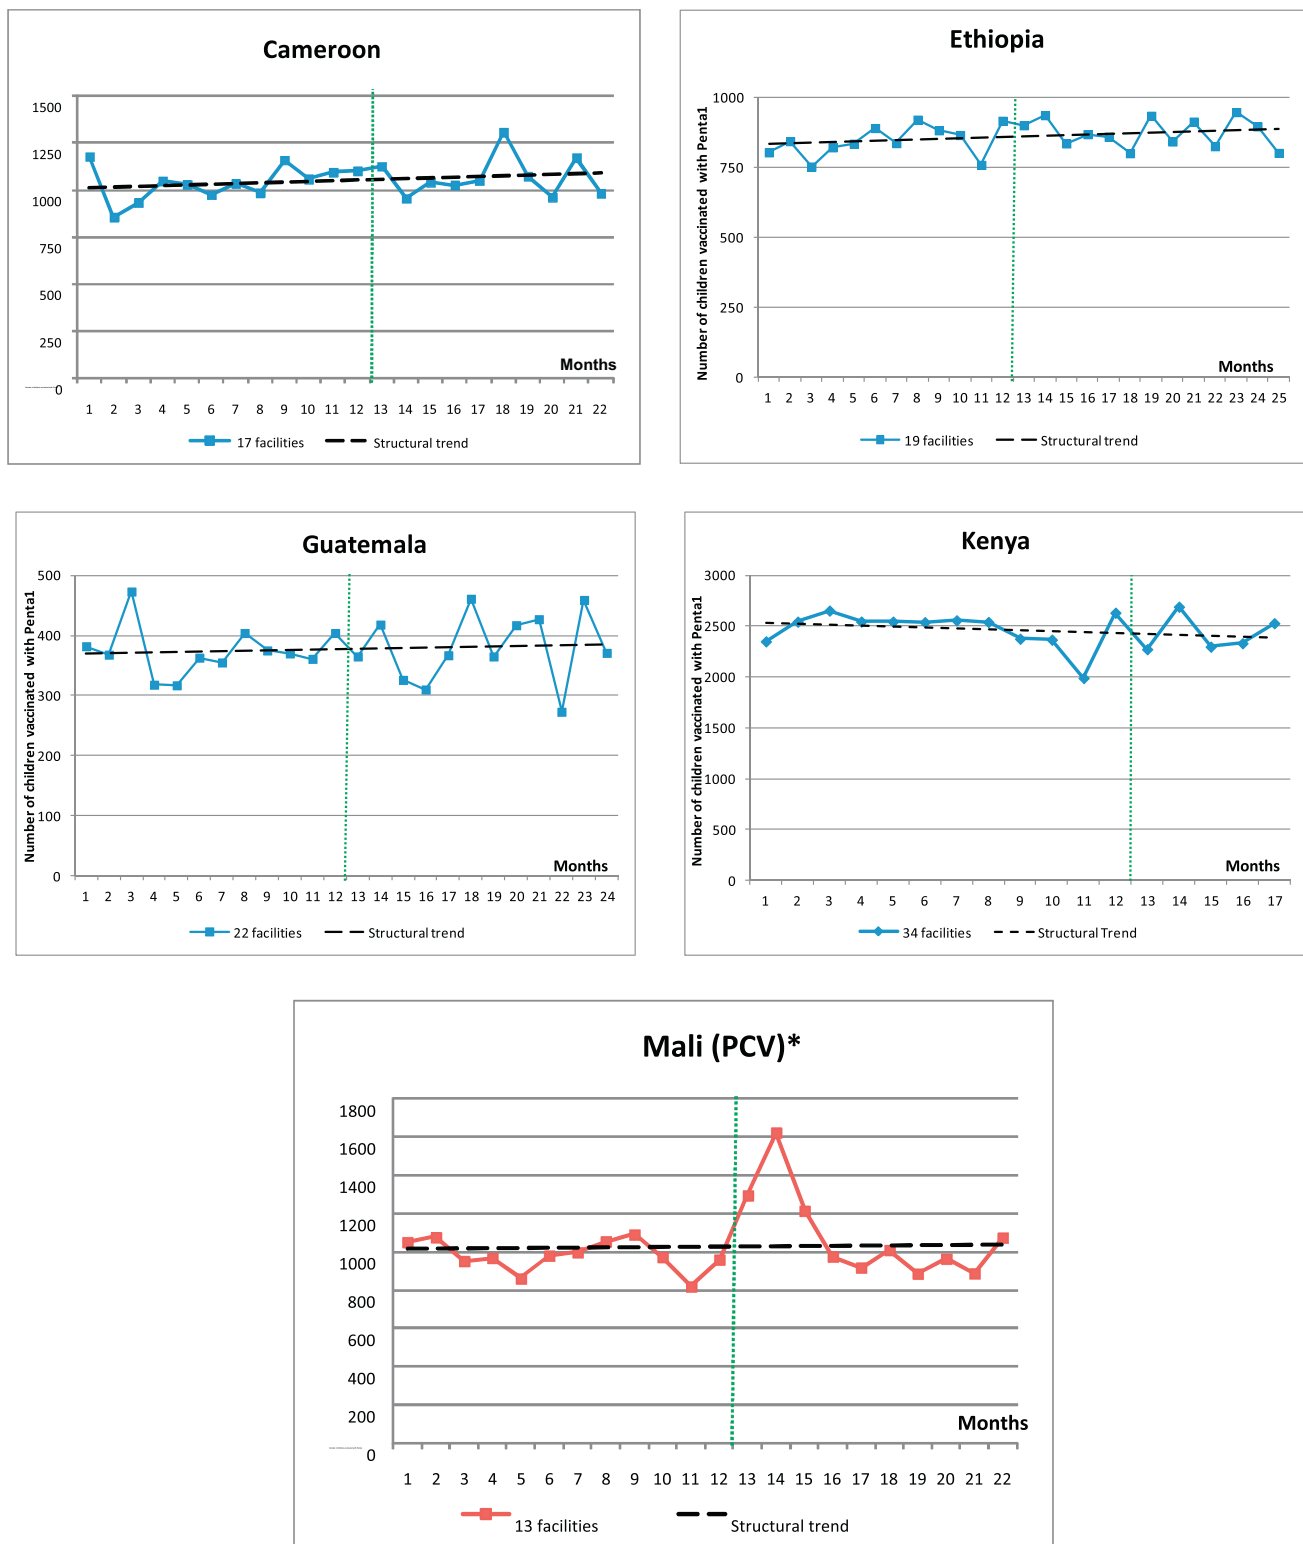 Cameroon
1500
1250
1000
750
500
250
0
Months
1 2 3 4 5 6 7 8 9 10 11 12 13 14 15 16 17 18 19 20 21 22
17 facilities Structural trend
Ethiopia
Number of children vaccinated with Penta1
1000
750
500
250
0
Months
1 2 3 4 5 6 7 8 9 10 11 12 13 14 15 16 17 18 19 20 21 22 23 24 25
19 facilities Structural trend
Guatemala
Number of children vaccinated with Penta1
500
400
300
200
100
0
Months
1 2 3 4 5 6 7 8 9 10 11 12 13 14 15 16 17 18 19 20 21 22 23 24
22 facilities Structural trend
Kenya
Number of children vaccinated with Penta1
3000
2500
2000
1500
1000
500
0
Months
1 2 3 4 5 6 7 8 9 10 11 12 13 14 15 16 17
34 facilities Structural Trend
Mali (PCV)*
1800
1600
1400
1200
1000
800
600
400
200
0
Months
1 2 3 4 5 6 7 8 9 10 11 12 13 14 15 16 17 18 19 20 21 22
13 facilities Structural trend